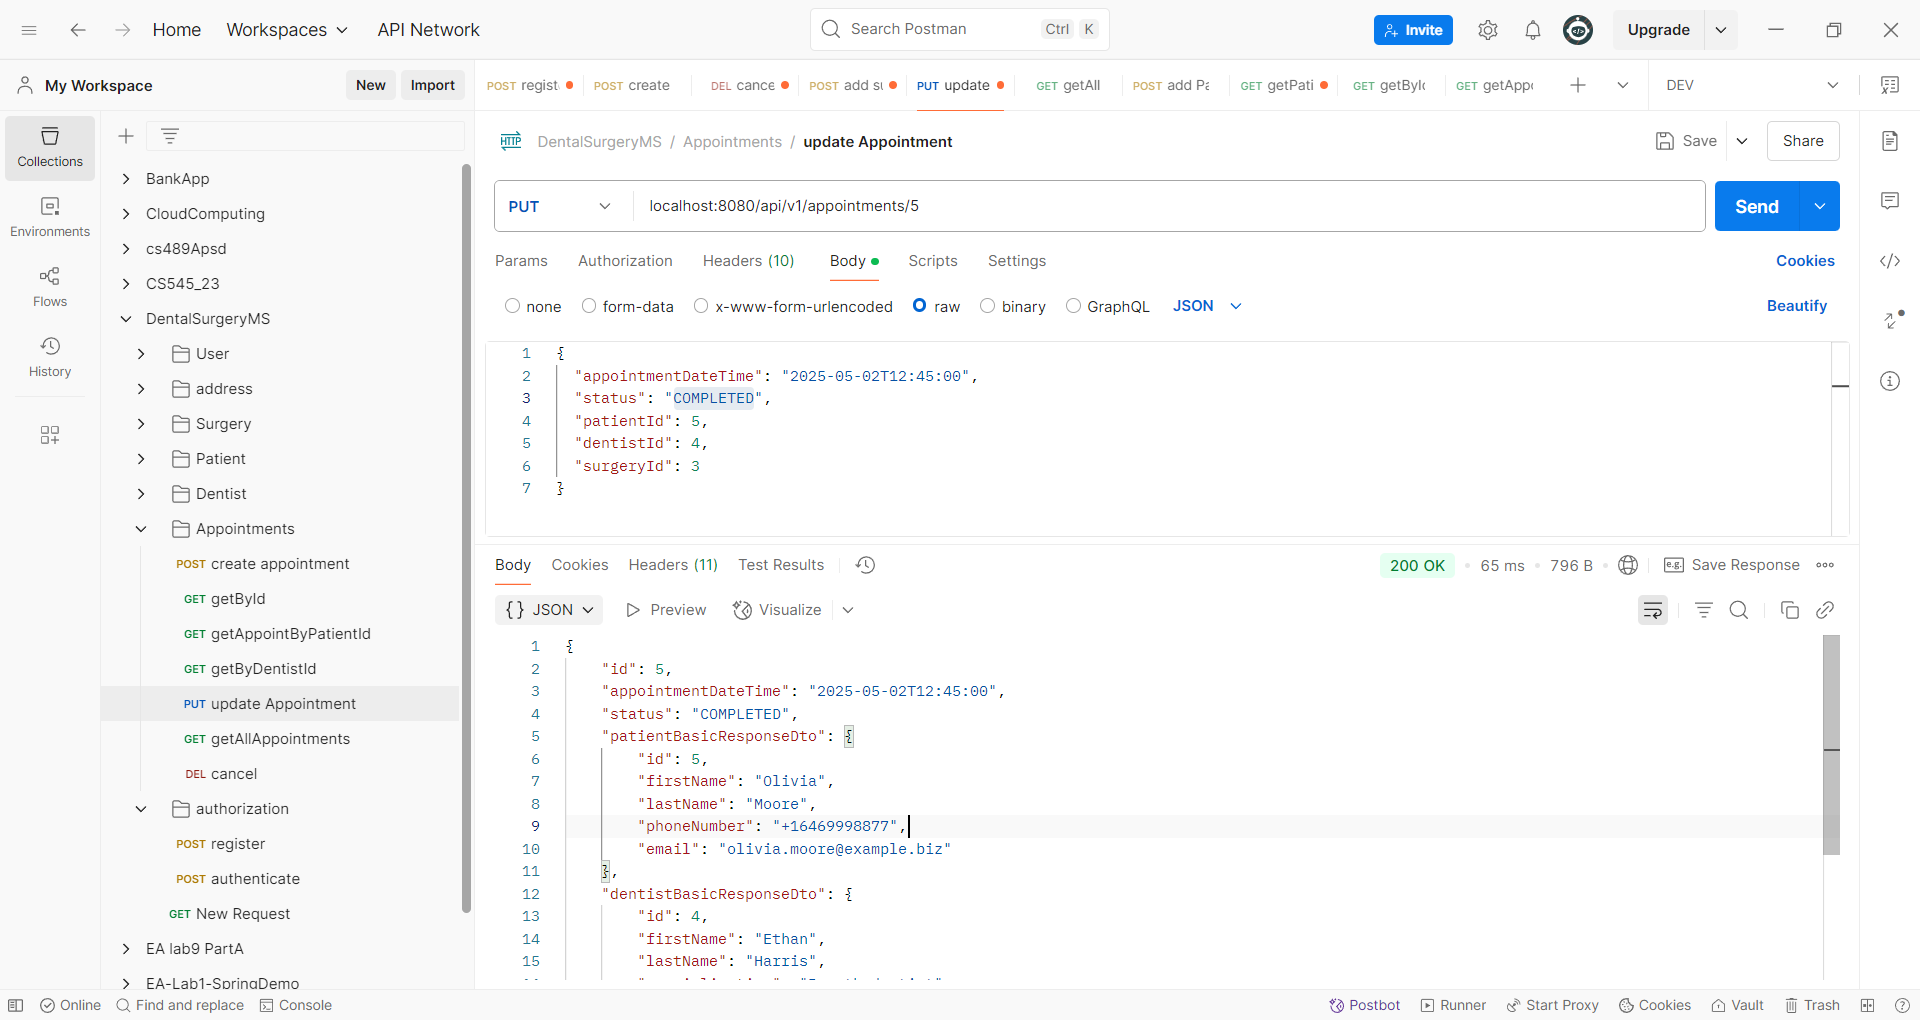 Home Workspaces API Network Search Postman Ctrl K Invite Upgrade
My Workspace New Import
POST regist POST create DEL cance POST add su PUT update GET getAll POST add Pa GET getPati GET getById GET getAppo DEV
Collections
Environments
Flows
History
BankApp
CloudComputing
cs489Apsd
CS545_23
DentalSurgeryMS
User
address
Surgery
Patient
Dentist
Appointments
POST create appointment
GET getById
GET getAppointByPatientId
GET getByDentistId
PUT update Appointment
GET getAllAppointments
DEL cancel
authorization
POST register
POST authenticate
GET New Request
EA lab9 PartA
EA-Lab1-SpringDemo
HTTP DentalSurgeryMS / Appointments / update Appointment Save Share
PUT localhost:8080/api/v1/appointments/5 Send
Params Authorization Headers (10) Body Scripts Settings Cookies
none form-data x-www-form-urlencoded raw binary GraphQL JSON Beautify
1 {
2 "appointmentDateTime": "2025-05-02T12:45:00",
3 "status": "COMPLETED",
4 "patientId": 5,
5 "dentistId": 4,
6 "surgeryId": 3
7 }
Body Cookies Headers (11) Test Results 200 OK 65 ms 796 B e.g. Save Response
{} JSON Preview Visualize
1 {
2 "id": 5,
3 "appointmentDateTime": "2025-05-02T12:45:00",
4 "status": "COMPLETED",
5 "patientBasicResponseDto": {
6 "id": 5,
7 "firstName": "Olivia",
8 "lastName": "Moore",
9 "phoneNumber": "+16469998877",
10 "email": "olivia.moore@example.biz"
11 },
12 "dentistBasicResponseDto": {
13 "id": 4,
14 "firstName": "Ethan",
15 "lastName": "Harris",
Online Find and replace Console Postbot Runner Start Proxy Cookies Vault Trash